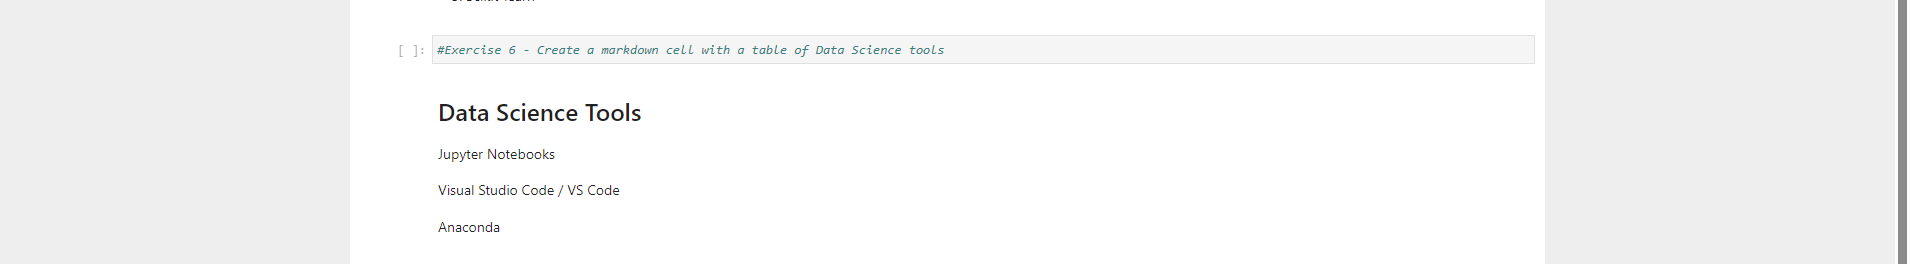 [ ]:
#Exercise 6 - Create a markdown cell with a table of Data Science tools
Data Science Tools
Jupyter Notebooks
Visual Studio Code / VS Code
Anaconda